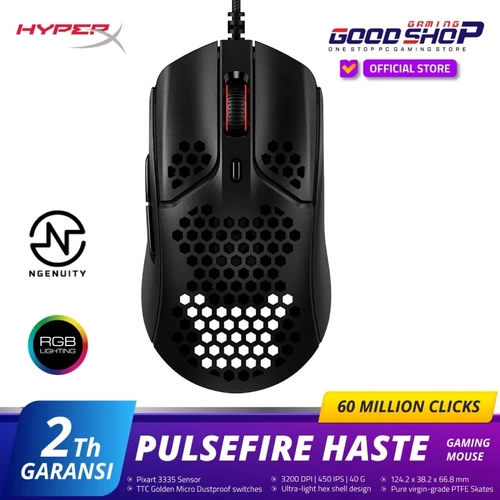 HYPERX
GAMING
GOODSHOP
ONE STOP PC GAMING STORE
OFFICIAL STORE
NGENUITY
RGB
LIGHTING
60 MILLION CLICKS
2Th
GARANSI
PULSEFIRE HASTE
GAMING
MOUSE
• Pixart 3335 Sensor
• TTC Golden Micro Dustproof switches
• 3200 DPI | 450 IPS | 40 G
• Ultra-light hex shell design
• 124.2 x 38.2 x 66.8 mm
• Pure virgin-grade PTFE Skates